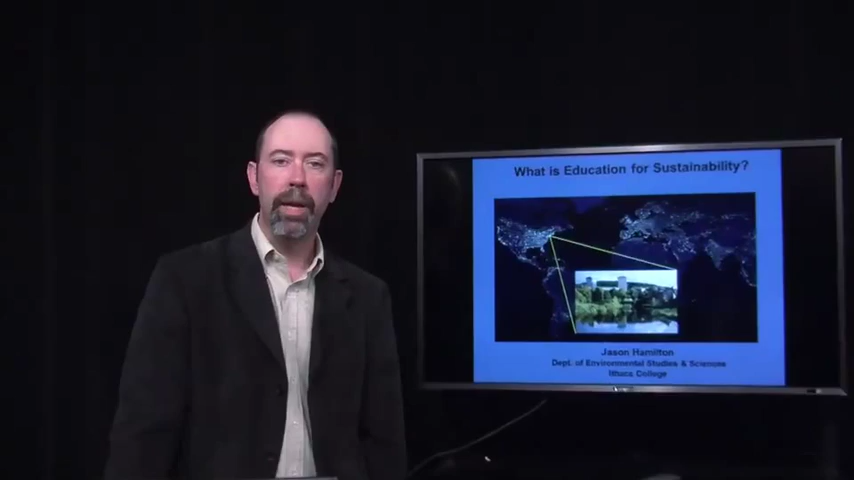 What is Education for Sustainability?
Jason Hamilton
Dept. of Environmental Studies & Sciences
Ithaca College